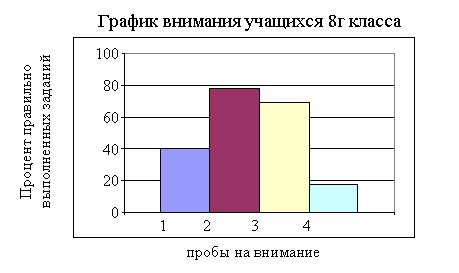 График внимания учащихся 8г класса
Процент правильно
выполненных заданий
100
80
60
40
20
0
1 2 3 4
пробы на внимание